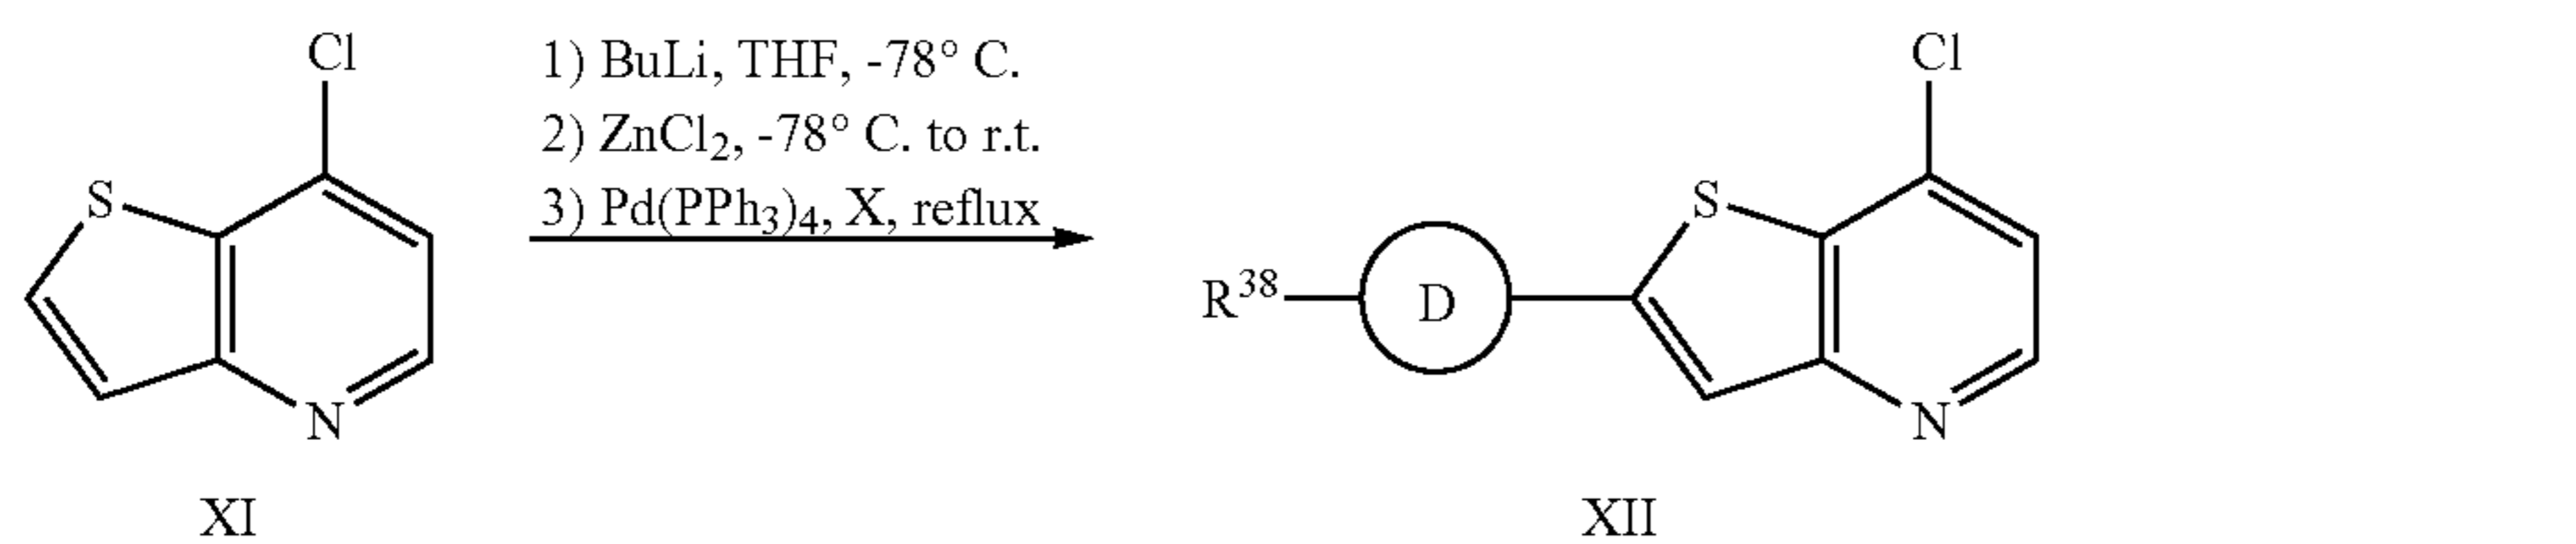 Cl
S
N
XI
1) BuLi, THF, -78° C.
2) ZnCl₂, -78° C. to r.t.
3) Pd(PPh₃)₄, X, reflux
Cl
S
R³⁸
D
N
XII